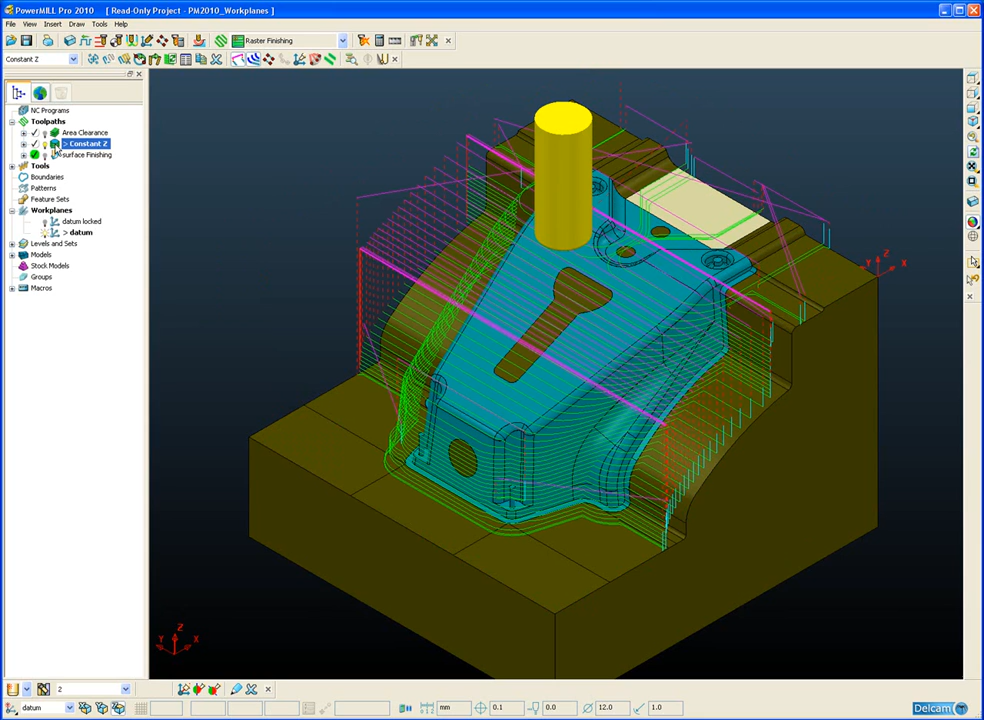 PowerMILL Pro 2010 [ Read-Only Project - PM2010_Workplanes ]
File View Insert Draw Tools Help
Raster Finishing
Constant Z
NC Programs
Toolpaths
Area Clearance
> Constant Z
surface Finishing
Tools
Boundaries
Patterns
Feature Sets
Workplanes
datum locked
> datum
Levels and Sets
Models
Stock Models
Groups
Macros
Z
X
Y
Z
Y X
2
datum
mm
0.1
0.0
12.0
1.0
Delcam